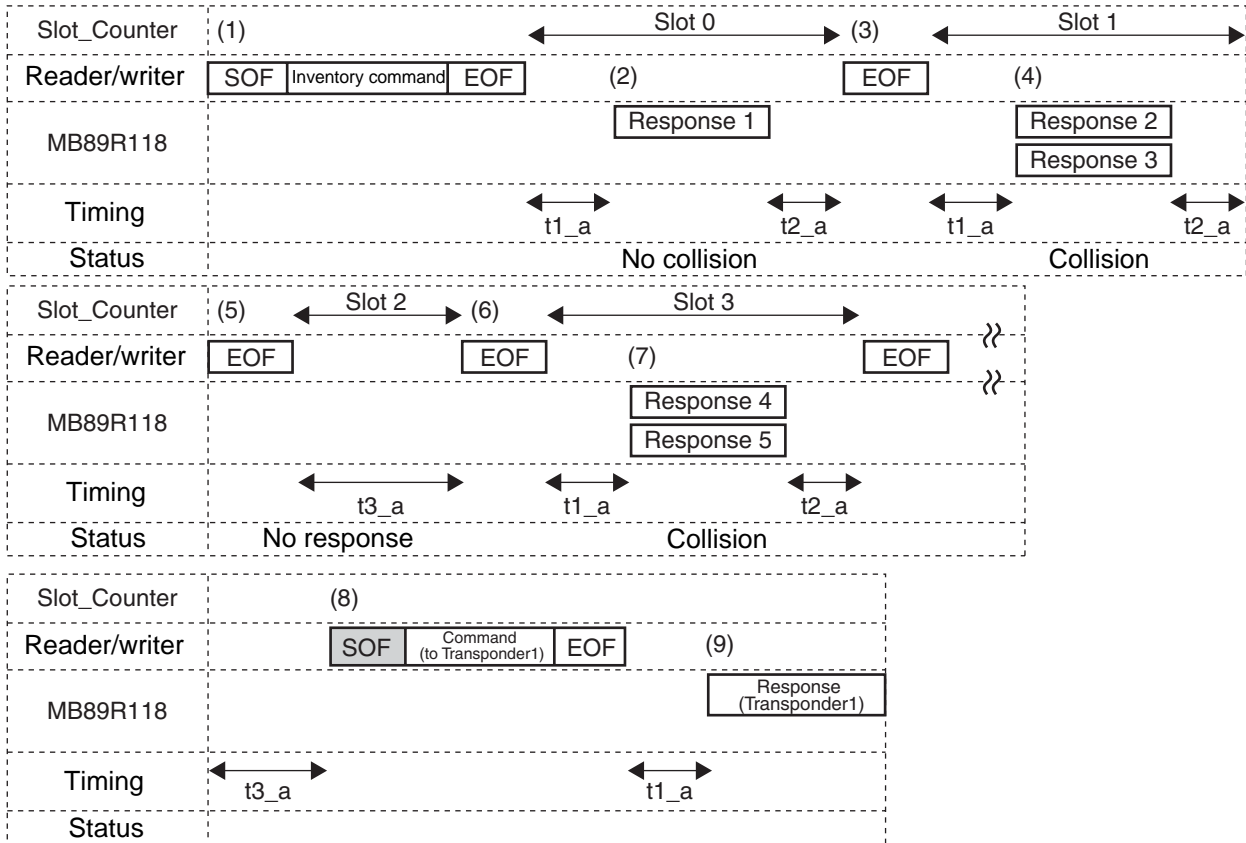 Slot_Counter (1) Slot 0 (3) Slot 1
Reader/writer SOF Inventory command EOF (2) EOF (4)
MB89R118 Response 1 Response 2
Response 3
Timing t1_a t2_a t1_a t2_a
Status No collision Collision
Slot_Counter (5) Slot 2 (6) Slot 3
Reader/writer EOF EOF (7) EOF
MB89R118 Response 4
Response 5
Timing t3_a t1_a t2_a
Status No response Collision
Slot_Counter (8)
Reader/writer SOF Command
(to Transponder1) EOF (9)
MB89R118 Response
(Transponder1)
Timing t3_a t1_a
Status